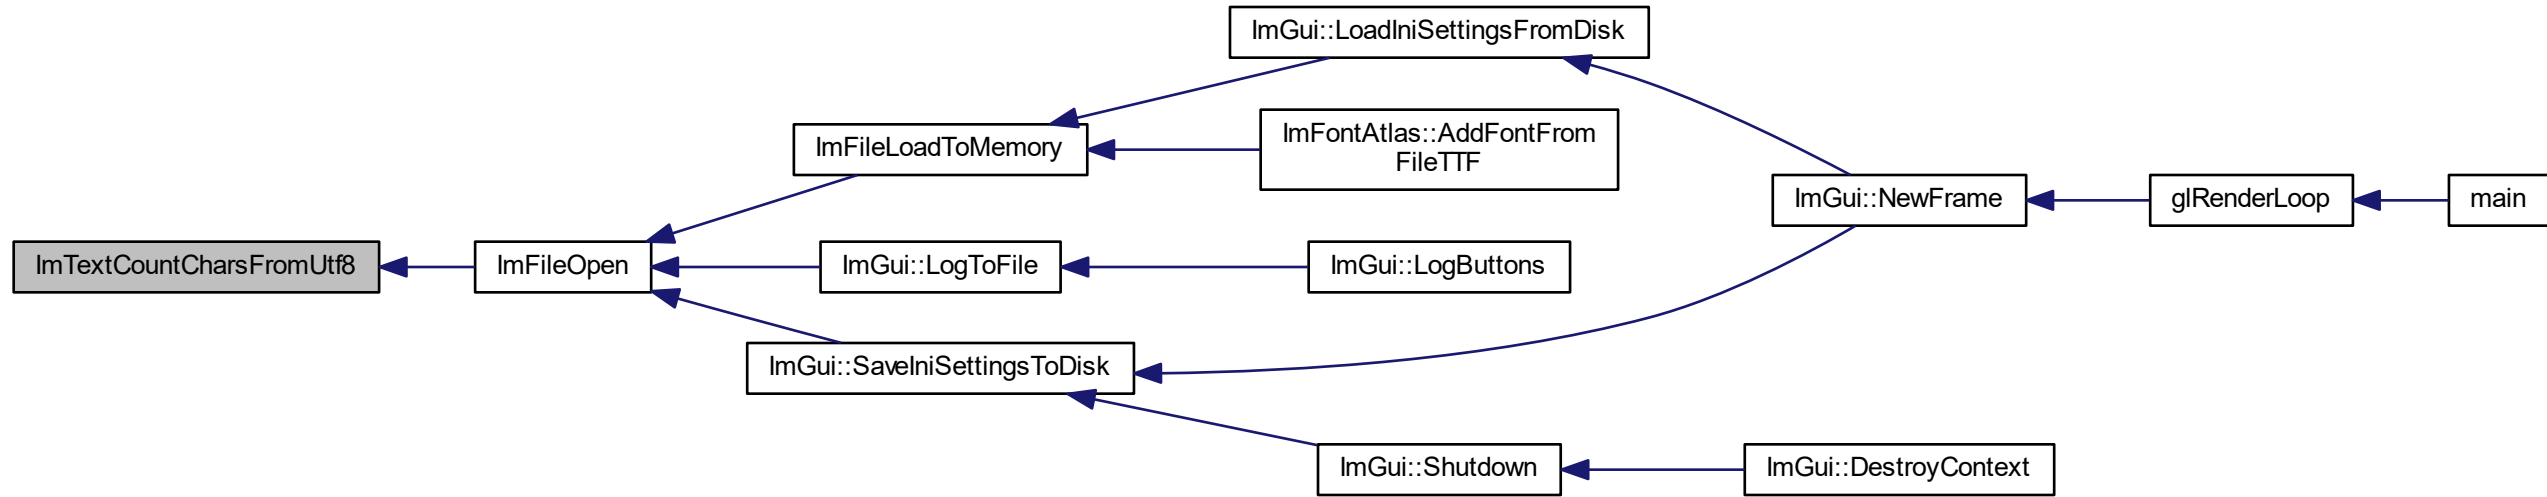 ImGui::LoadIniSettingsFromDisk
ImFileLoadToMemory
ImFontAtlas::AddFontFrom
FileTTF
ImGui::NewFrame
glRenderLoop
main
ImTextCountCharsFromUtf8
ImFileOpen
ImGui::LogToFile
ImGui::LogButtons
ImGui::SaveIniSettingsToDisk
ImGui::Shutdown
ImGui::DestroyContext